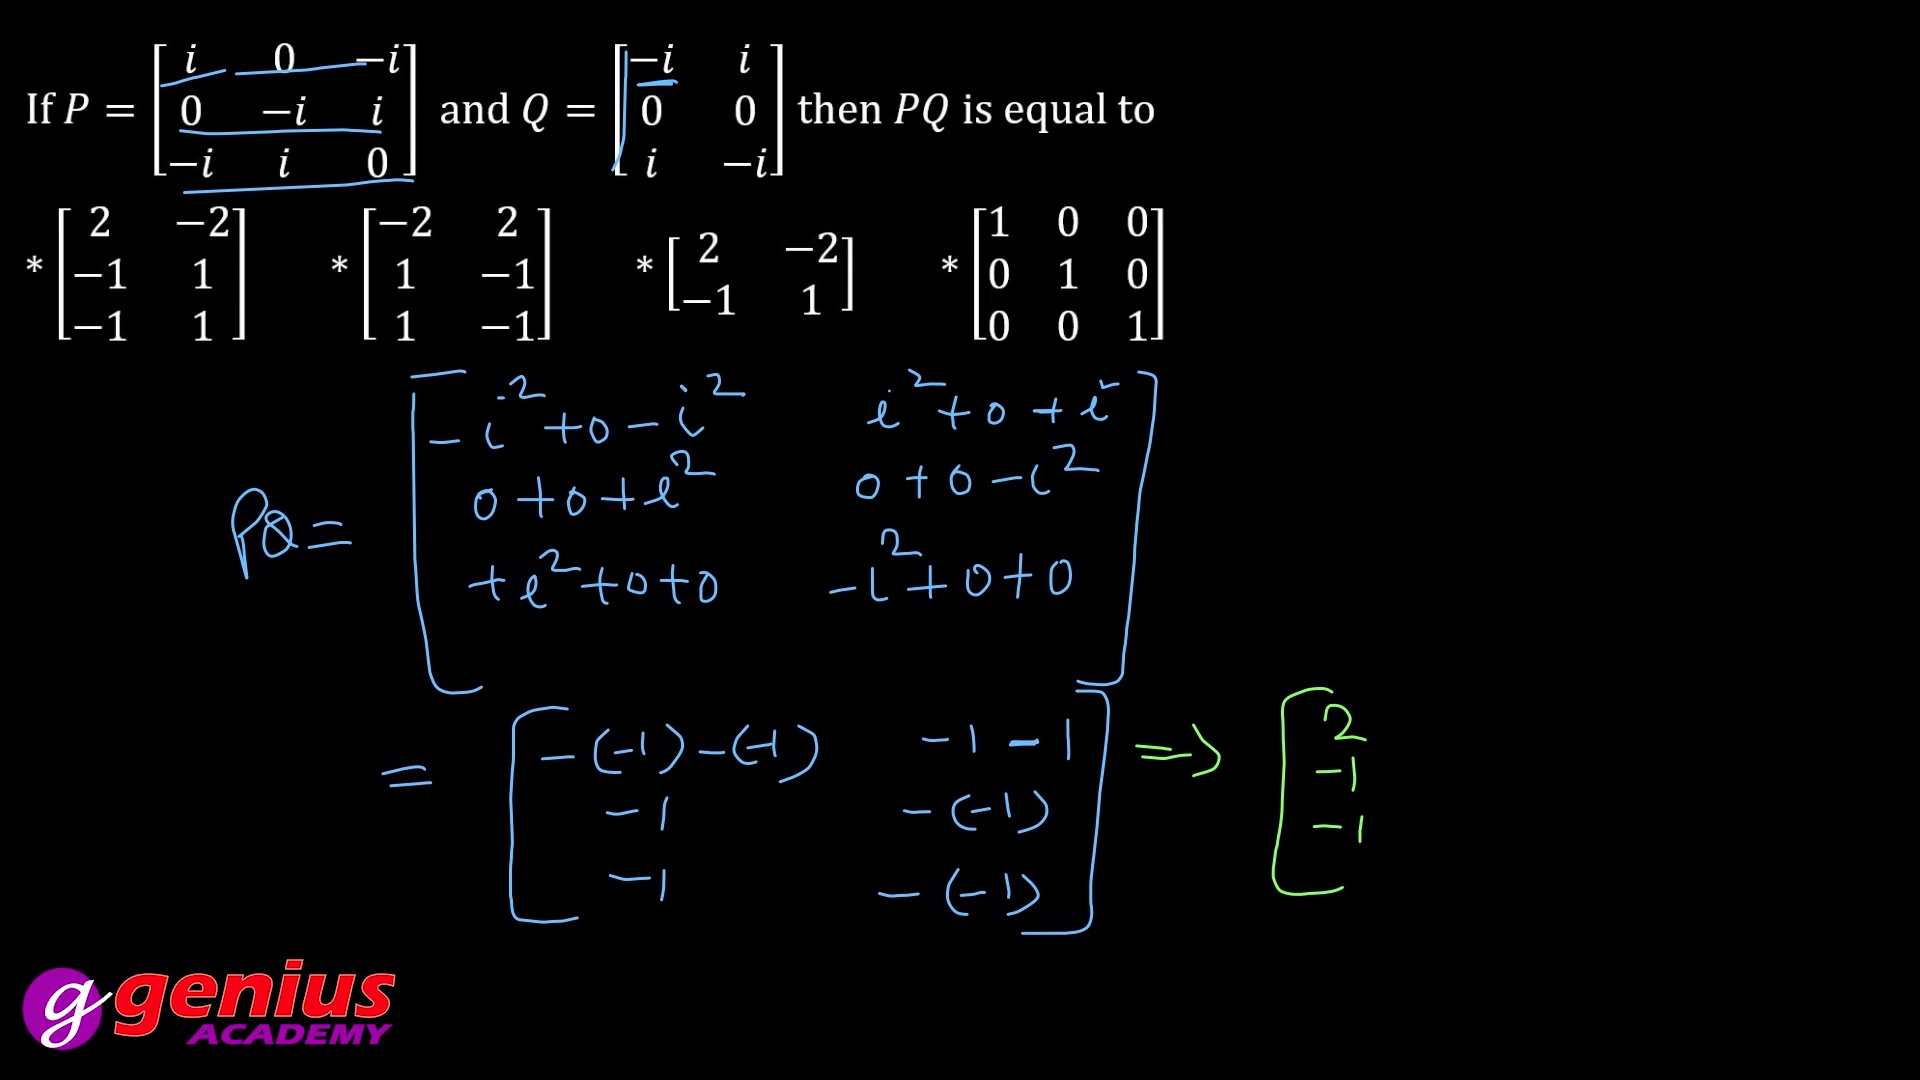 If P = [i 0 −i; 0 −i i; −i i 0] and Q = [−i i; 0 0; i −i] then PQ is equal to
* [2 −2; −1 1; −1 1] * [−2 2; 1 −1; 1 −1] * [2 −2; −1 1] * [1 0 0; 0 1 0; 0 0 1]
PQ = [−i² + 0 − i² i² + 0 + i²
0 + 0 + i² 0 + 0 − i²
+i² + 0 + 0 −i² + 0 + 0]
= [−(−1) −(−1) −1 − 1
−1 −(−1)
−1 −(−1)] ⇒ [2
−1
−1
g genius
ACADEMY